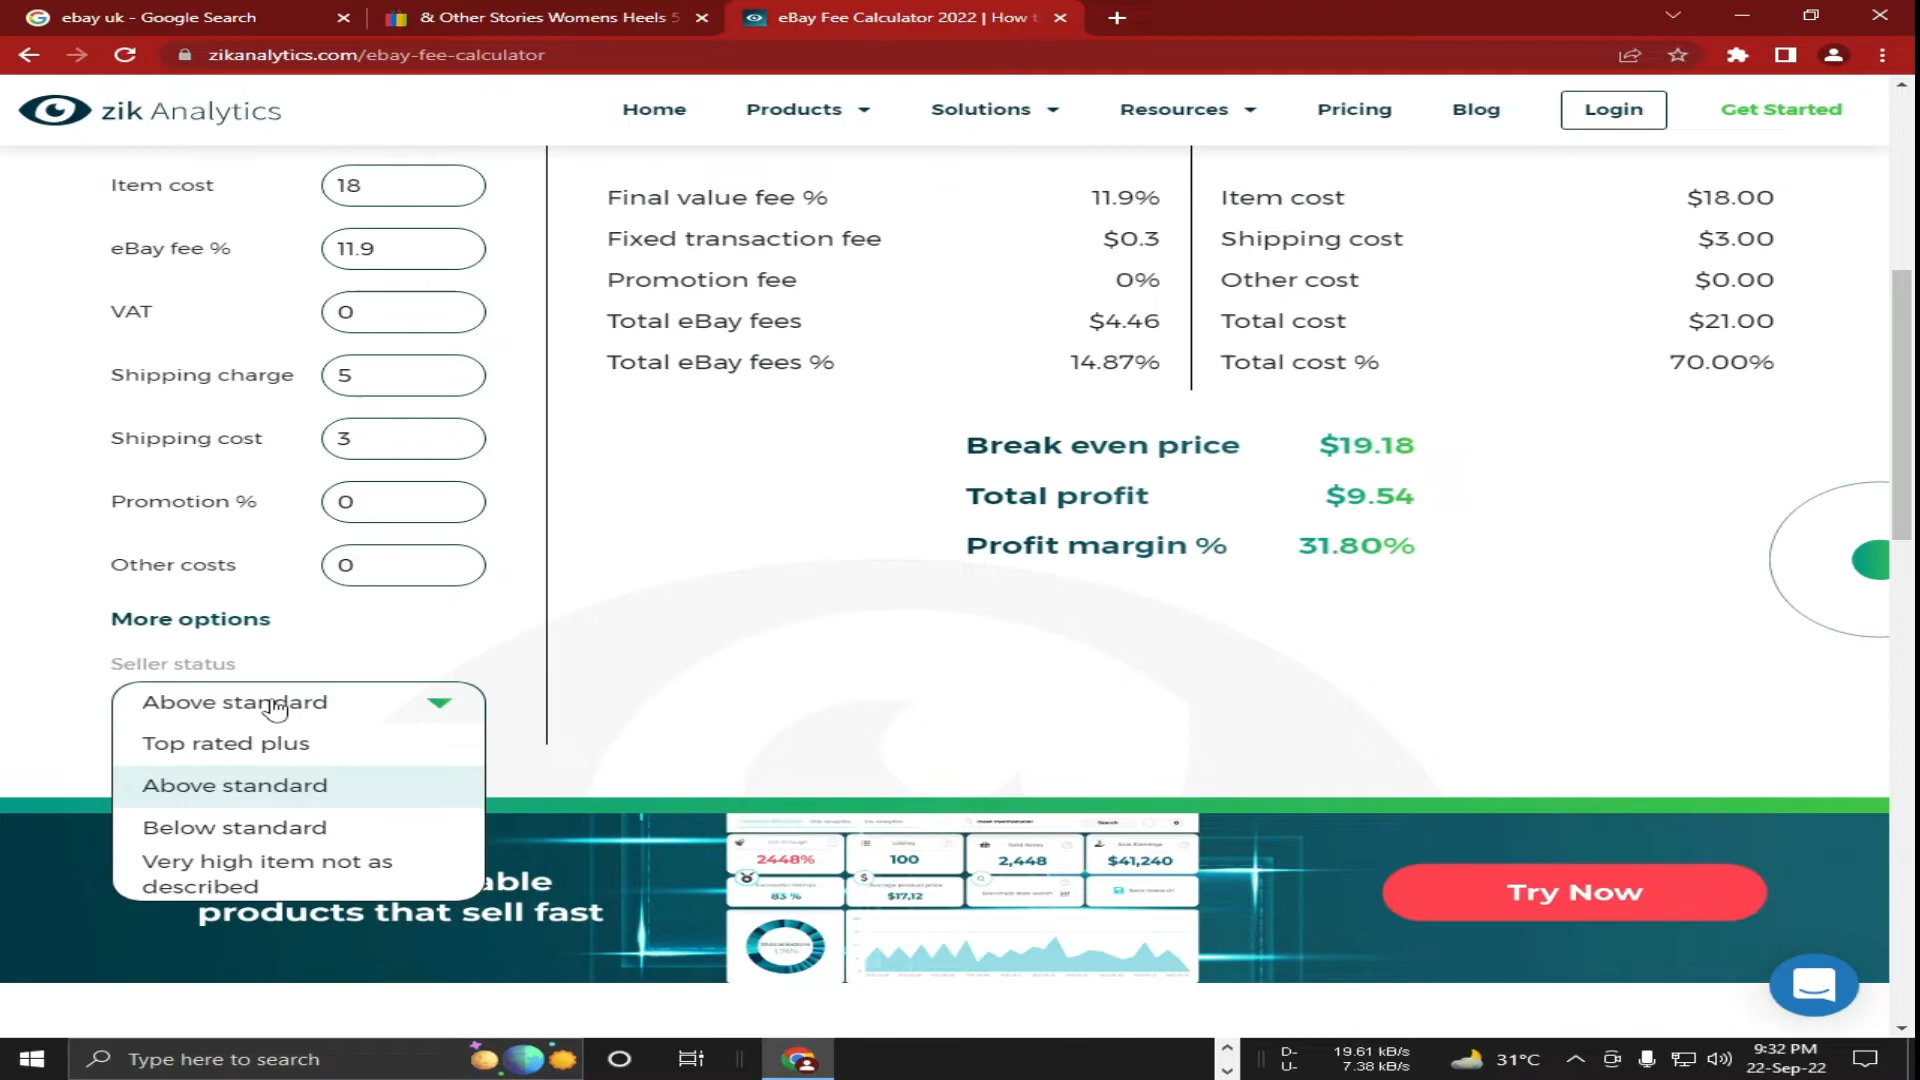 ebay uk - Google Search
& Other Stories Womens Heels 5
eBay Fee Calculator 2022 | How t
zikanalytics.com/ebay-fee-calculator
zik Analytics
Home
Products
Solutions
Resources
Pricing
Blog
Login
Get Started
Item cost 18
eBay fee % 11.9
VAT 0
Shipping charge 5
Shipping cost 3
Promotion % 0
Other costs 0
More options
Seller status
Above standard
Top rated plus
Above standard
Below standard
Very high item not as
described
Final value fee % 11.9%
Fixed transaction fee $0.3
Promotion fee 0%
Total eBay fees $4.46
Total eBay fees % 14.87%
Item cost $18.00
Shipping cost $3.00
Other cost $0.00
Total cost $21.00
Total cost % 70.00%
Break even price $19.18
Total profit $9.54
Profit margin % 31.80%
able
products that sell fast
Search
2448%
100
2,448
$41,240
83 %
$17,12
Try Now
Type here to search
D- 19.61 kB/s
U- 7.38 kB/s
31°C
9:32 PM
22-Sep-22